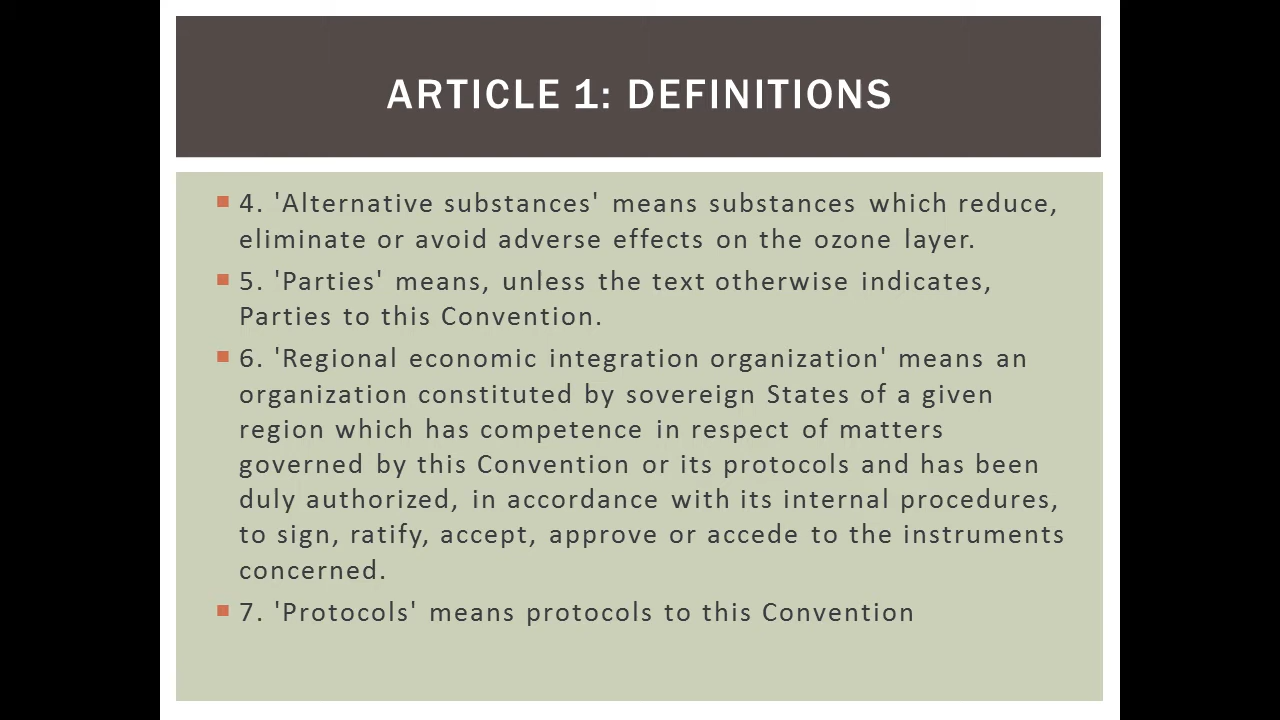 ARTICLE 1: DEFINITIONS
4. 'Alternative substances' means substances which reduce,
eliminate or avoid adverse effects on the ozone layer.
5. 'Parties' means, unless the text otherwise indicates,
Parties to this Convention.
6. 'Regional economic integration organization' means an
organization constituted by sovereign States of a given
region which has competence in respect of matters
governed by this Convention or its protocols and has been
duly authorized, in accordance with its internal procedures,
to sign, ratify, accept, approve or accede to the instruments
concerned.
7. 'Protocols' means protocols to this Convention